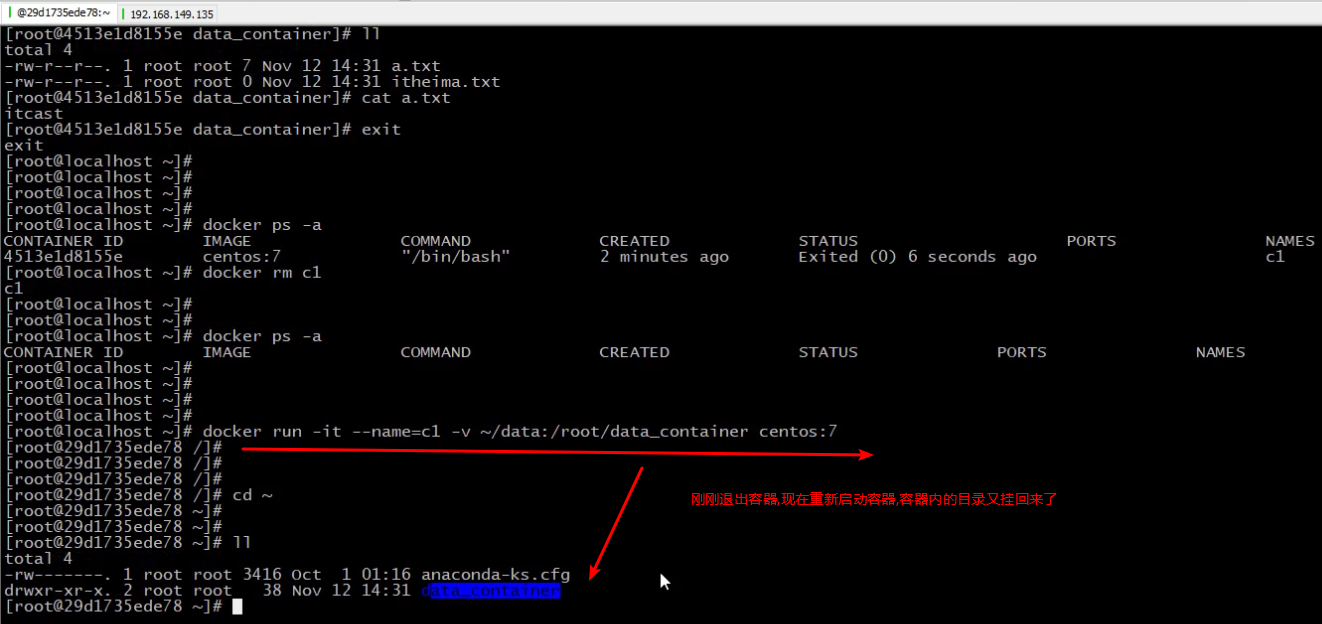 @29d1735ede78:~ 192.168.149.135
[root@4513e1d8155e data_container]# ll
total 4
-rw-r--r--. 1 root root 7 Nov 12 14:31 a.txt
-rw-r--r--. 1 root root 0 Nov 12 14:31 itheima.txt
[root@4513e1d8155e data_container]# cat a.txt
itcast
[root@4513e1d8155e data_container]# exit
exit
[root@localhost ~]#
[root@localhost ~]#
[root@localhost ~]#
[root@localhost ~]#
[root@localhost ~]# docker ps -a
CONTAINER ID IMAGE COMMAND CREATED STATUS PORTS NAMES
4513e1d8155e centos:7 "/bin/bash" 2 minutes ago Exited (0) 6 seconds ago c1
[root@localhost ~]# docker rm c1
c1
[root@localhost ~]#
[root@localhost ~]#
[root@localhost ~]# docker ps -a
CONTAINER ID IMAGE COMMAND CREATED STATUS PORTS NAMES
[root@localhost ~]#
[root@localhost ~]#
[root@localhost ~]#
[root@localhost ~]#
[root@localhost ~]# docker run -it --name=c1 -v ~/data:/root/data_container centos:7
[root@29d1735ede78 /]#
[root@29d1735ede78 /]#
[root@29d1735ede78 /]#
[root@29d1735ede78 /]# cd ~
刚刚退出容器,现在重新启动容器,容器内的目录又挂回来了
[root@29d1735ede78 ~]#
[root@29d1735ede78 ~]#
[root@29d1735ede78 ~]# ll
total 4
-rw-------. 1 root root 3416 Oct 1 01:16 anaconda-ks.cfg
drwxr-xr-x. 2 root root 38 Nov 12 14:31 data_container
[root@29d1735ede78 ~]#